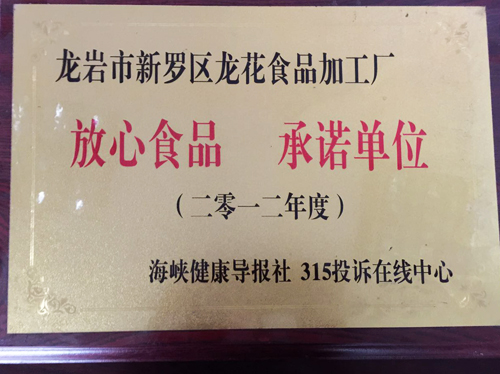 龙岩市新罗区龙花食品加工厂
放心食品 承诺单位
（二零一二年度）
海峡健康导报社 315投诉在线中心